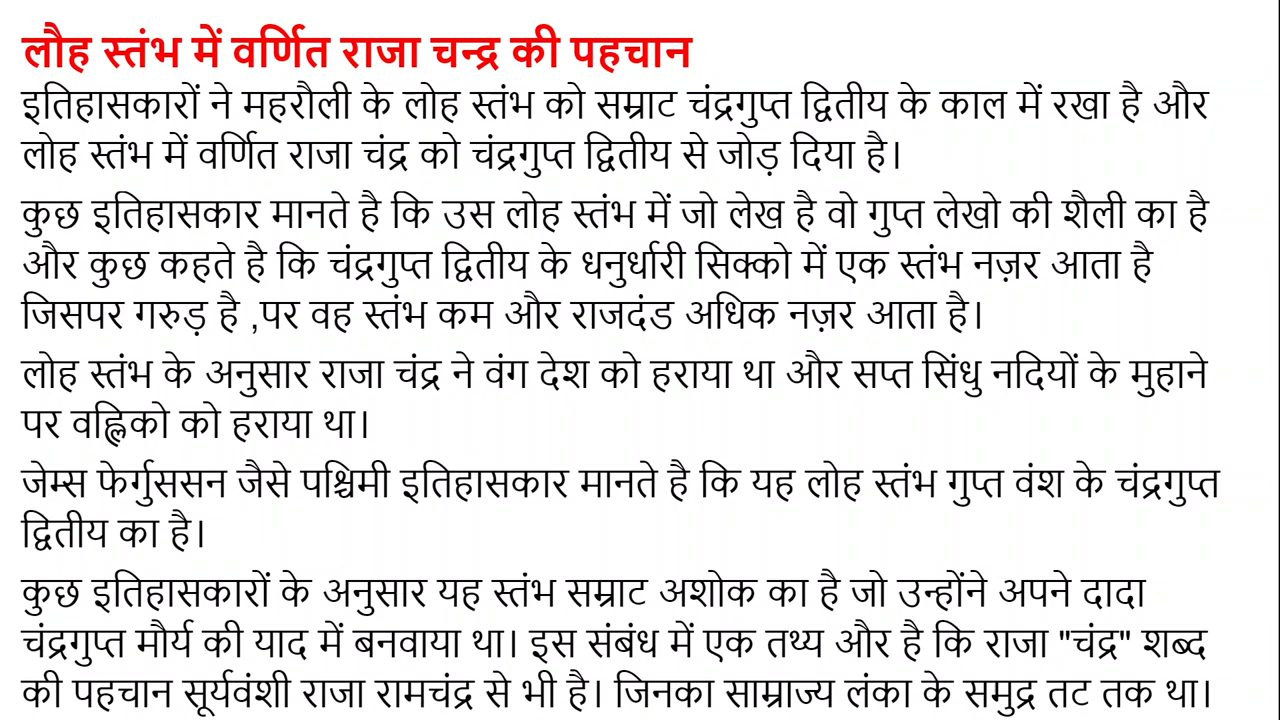 लौह स्तंभ में वर्णित राजा चन्द्र की पहचान
इतिहासकारों ने महरौली के लोह स्तंभ को सम्राट चंद्रगुप्त द्वितीय के काल में रखा है और
लोह स्तंभ में वर्णित राजा चंद्र को चंद्रगुप्त द्वितीय से जोड़ दिया है।
कुछ इतिहासकार मानते है कि उस लोह स्तंभ में जो लेख है वो गुप्त लेखो की शैली का है
और कुछ कहते है कि चंद्रगुप्त द्वितीय के धनुर्धारी सिक्को में एक स्तंभ नज़र आता है
जिसपर गरुड़ है ,पर वह स्तंभ कम और राजदंड अधिक नज़र आता है।
लोह स्तंभ के अनुसार राजा चंद्र ने वंग देश को हराया था और सप्त सिंधु नदियों के मुहाने
पर वह्लिको को हराया था।
जेम्स फेर्गुससन जैसे पश्चिमी इतिहासकार मानते है कि यह लोह स्तंभ गुप्त वंश के चंद्रगुप्त
द्वितीय का है।
कुछ इतिहासकारों के अनुसार यह स्तंभ सम्राट अशोक का है जो उन्होंने अपने दादा
चंद्रगुप्त मौर्य की याद में बनवाया था। इस संबंध में एक तथ्य और है कि राजा "चंद्र" शब्द
की पहचान सूर्यवंशी राजा रामचंद्र से भी है। जिनका साम्राज्य लंका के समुद्र तट तक था।